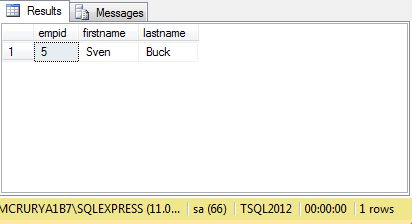 Results Messages
empid firstname lastname
1 5 Sven Buck
MCRURYA1B7\SQLEXPRESS (11.0... sa (66) TSQL2012 00:00:00 1 rows